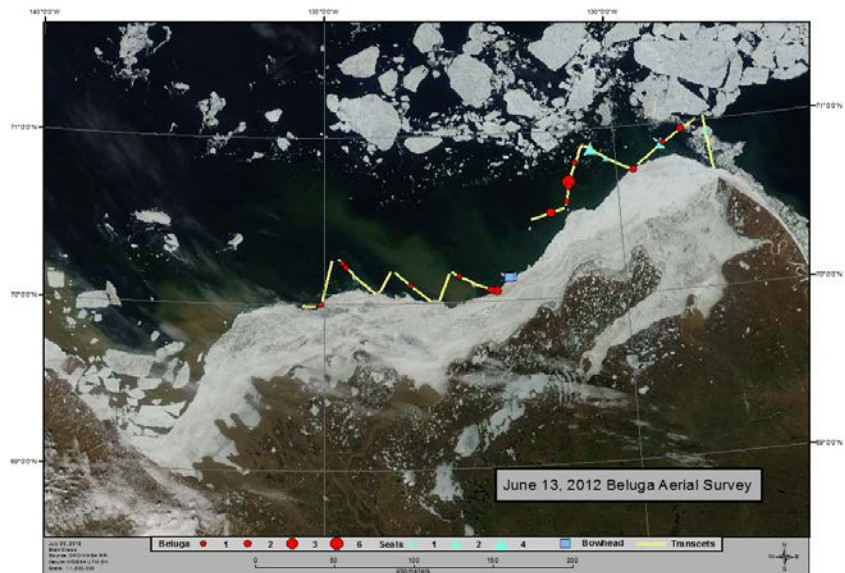 140°0'0"W 135°0'0"W 130°0'0"W
71°0'0"N 71°0'0"N
70°0'0"N 70°0'0"N
69°0'0"N 69°0'0"N
June 13, 2012 Beluga Aerial Survey
Beluga 1 2 3 6 Seals 1 2 4 Bowhead Transcets
0 50 100 150 200